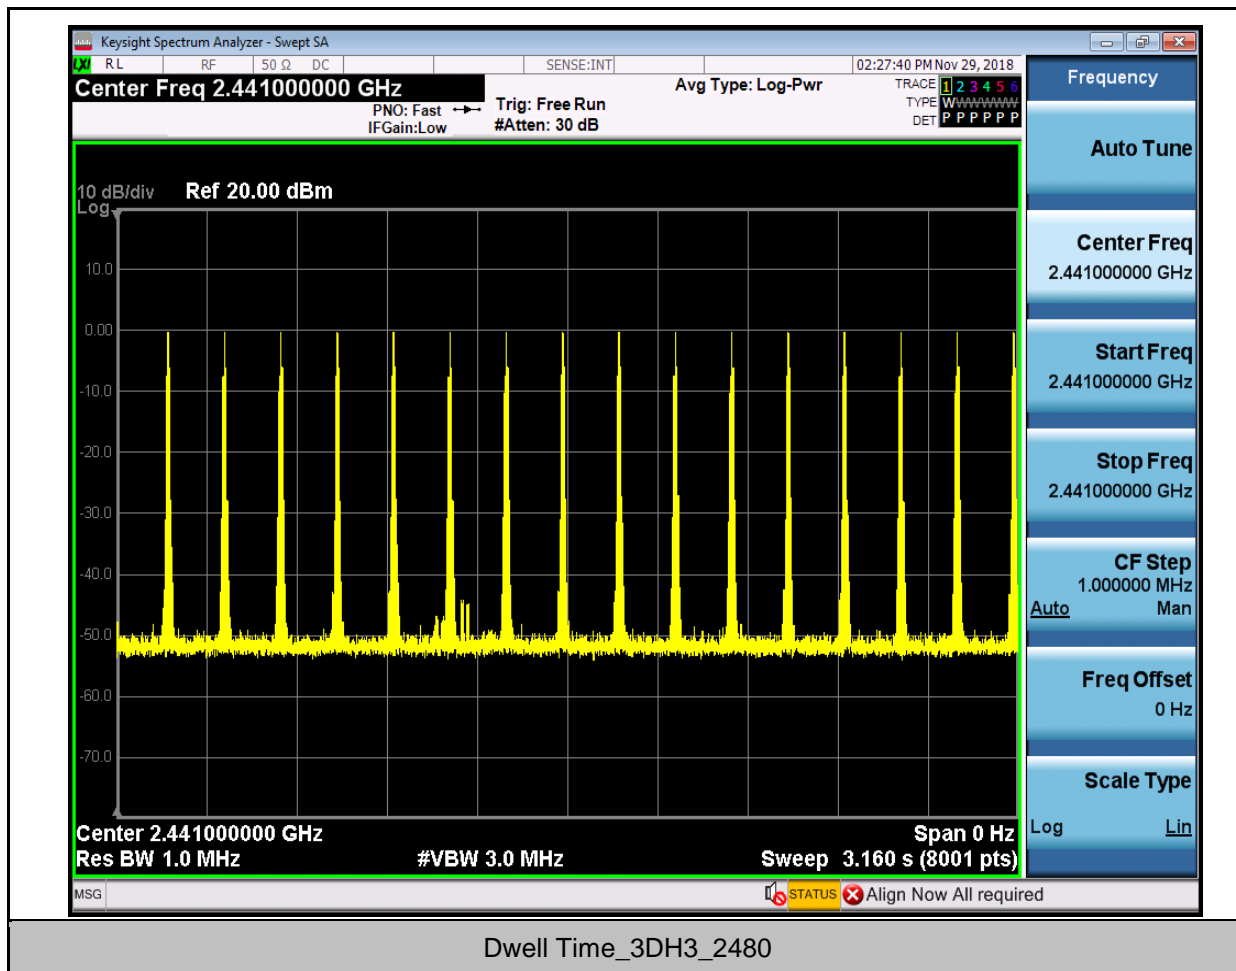 Keysight Spectrum Analyzer - Swept SA
LXI RL RF 50 Ω DC SENSE:INT 02:27:40 PM Nov 29, 2018
Center Freq 2.441000000 GHz
PNO: Fast
IFGain:Low
Trig: Free Run
#Atten: 30 dB
Avg Type: Log-Pwr
TRACE 1 2 3 4 5 6
TYPE WWWWWWW
DET P P P P P P
10 dB/div Ref 20.00 dBm
Log
10.0
0.00
-10.0
-20.0
-30.0
-40.0
-50.0
-60.0
-70.0
Center 2.441000000 GHz Span 0 Hz
Res BW 1.0 MHz #VBW 3.0 MHz Sweep 3.160 s (8001 pts)
Frequency
Auto Tune
Center Freq
2.441000000 GHz
Start Freq
2.441000000 GHz
Stop Freq
2.441000000 GHz
CF Step
1.000000 MHz
Auto Man
Freq Offset
0 Hz
Scale Type
Log Lin
MSG STATUS Align Now All required
Dwell Time_3DH3_2480